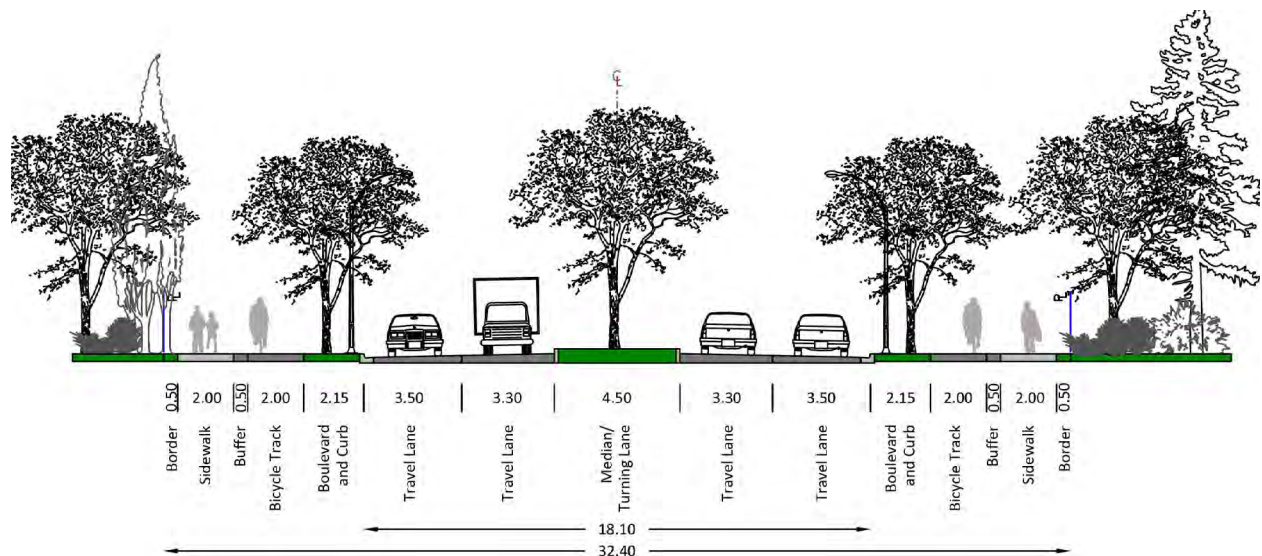 CL
PL
PL
0.50 2.00 0.50 2.00 2.15 3.50 3.30 4.50 3.30 3.50 2.15 2.00 0.50 2.00 0.50
Border
Sidewalk
Buffer
Bicycle Track
Boulevard
and Curb
Travel Lane
Travel Lane
Median/
Turning Lane
Travel Lane
Travel Lane
Boulevard
and Curb
Bicycle Track
Buffer
Sidewalk
Border
18.10
32.40